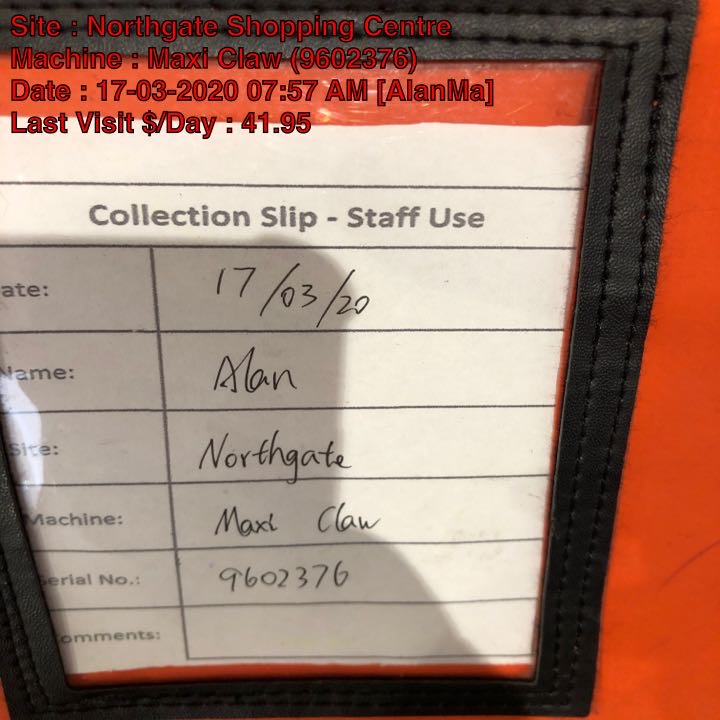 Site : Northgate Shopping Centre
Machine : Maxi Claw (9602376)
Date : 17-03-2020 07:57 AM [AlanMa]
Last Visit $/Day : 41.95
Collection Slip - Staff Use
ate: 17/03/20
Name: Alan
Site: Northgate
Machine: Maxi Claw
Serial No.: 9602376
omments: